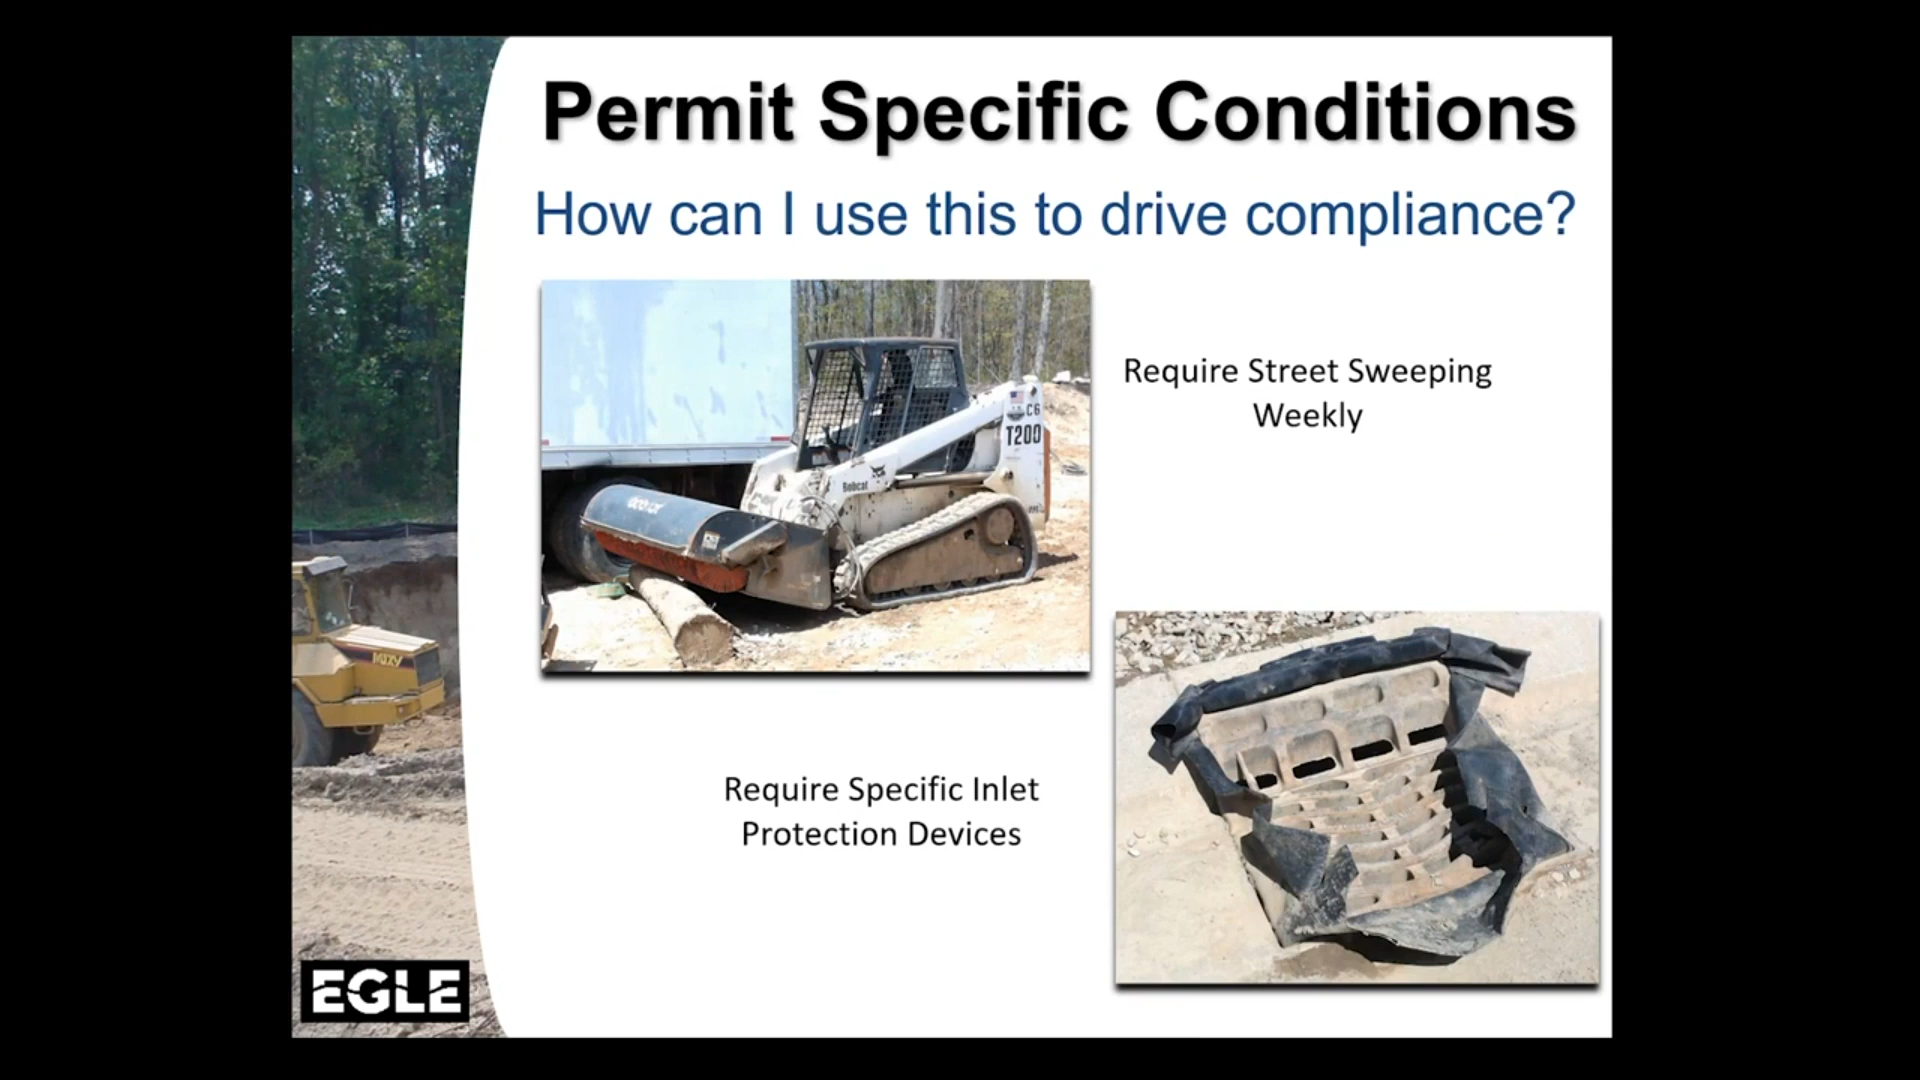 Permit Specific Conditions
How can I use this to drive compliance?
C6
T200
Bobcat
Require Street Sweeping
Weekly
Require Specific Inlet
Protection Devices
EGLE